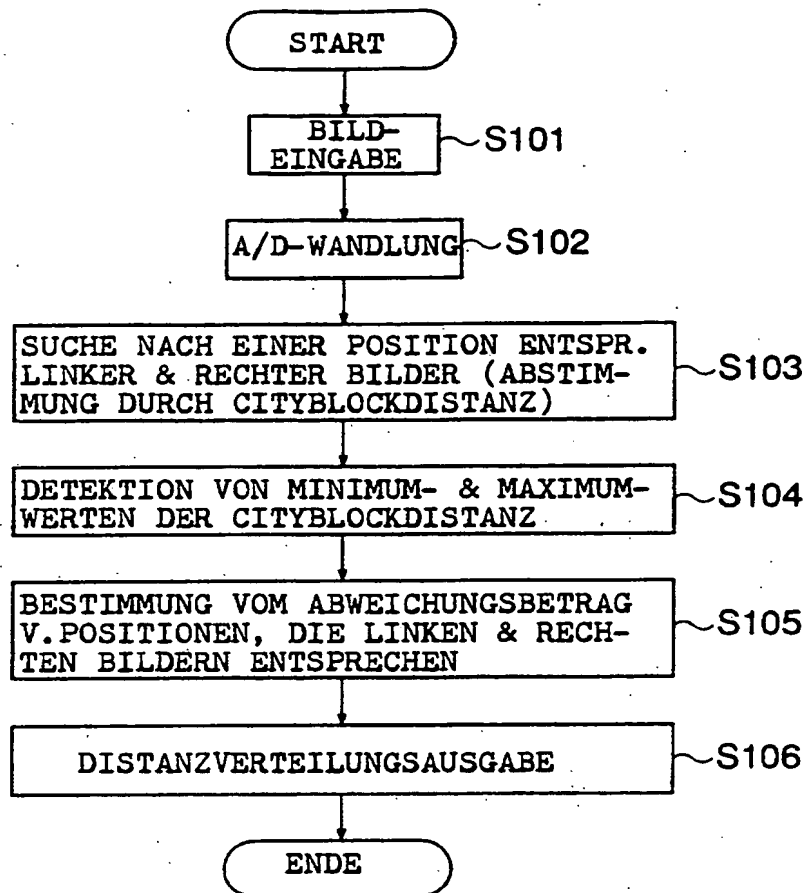 START
BILD-
EINGABE
S101
A/D-WANDLUNG
S102
SUCHE NACH EINER POSITION ENTSPR.
LINKER & RECHTER BILDER (ABSTIM-
MUNG DURCH CITYBLOCKDISTANZ)
S103
DETEKTION VON MINIMUM- & MAXIMUM-
WERTEN DER CITYBLOCKDISTANZ
S104
BESTIMMUNG VOM ABWEICHUNGSBETRAG
V.POSITIONEN, DIE LINKEN & RECH-
TEN BILDERN ENTSPRECHEN
S105
DISTANZVERTEILUNGSAUSGABE
S106
ENDE